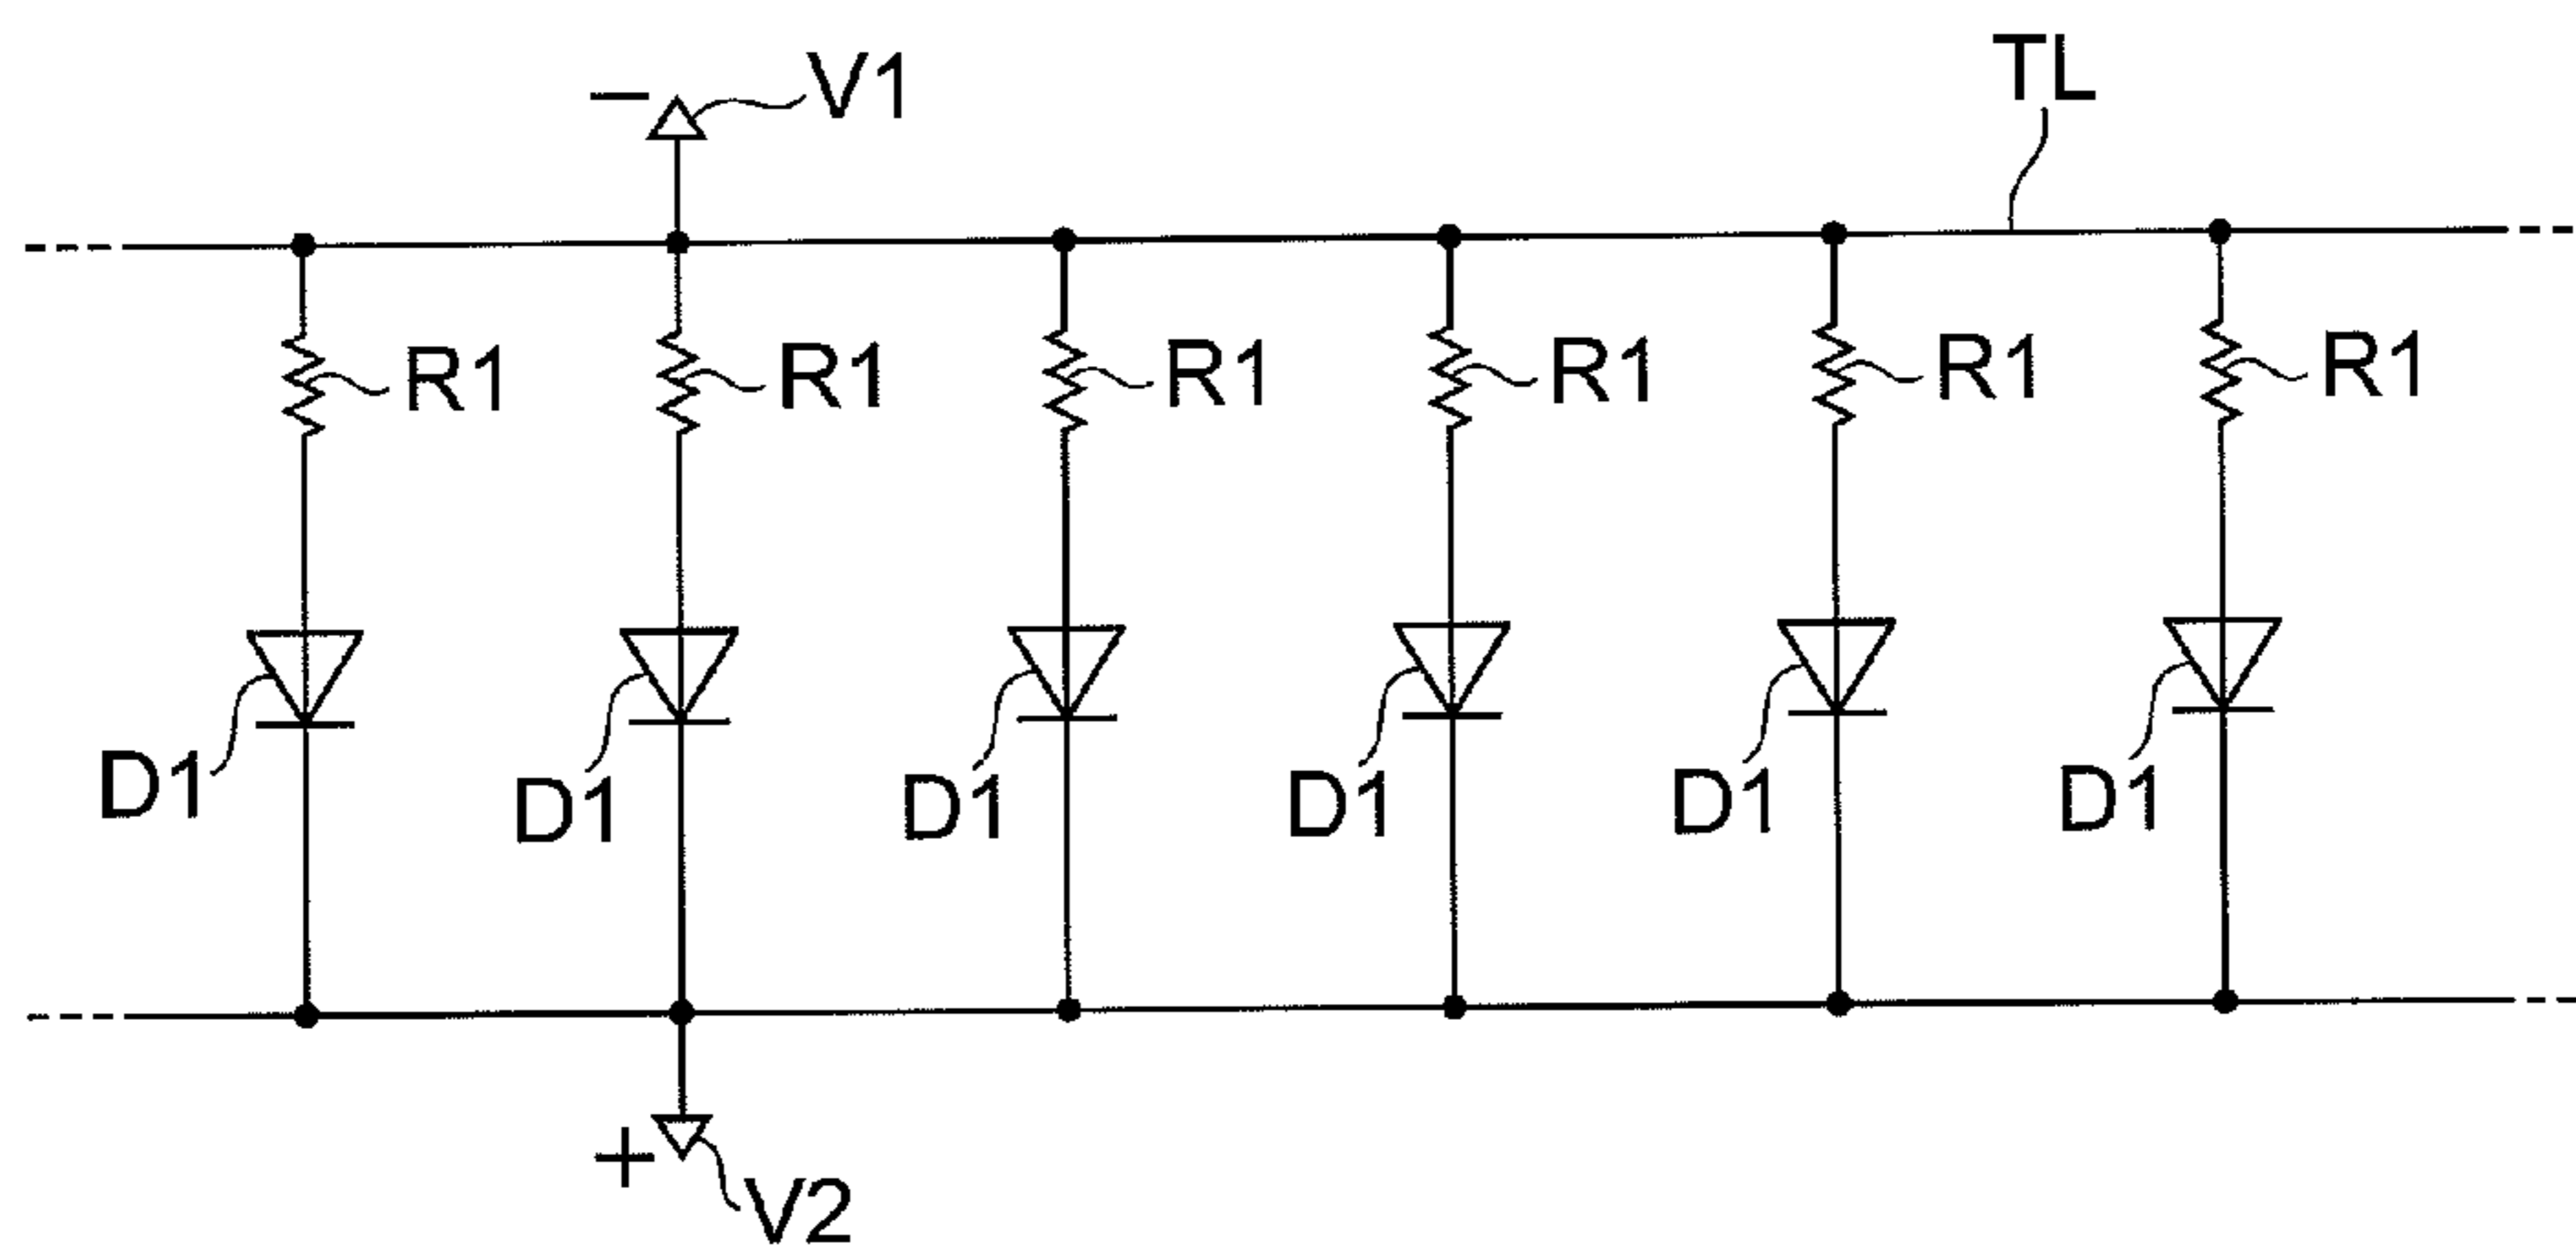 TL
− V1
R1 R1 R1 R1 R1 R1
D1 D1 D1 D1 D1 D1
+ V2